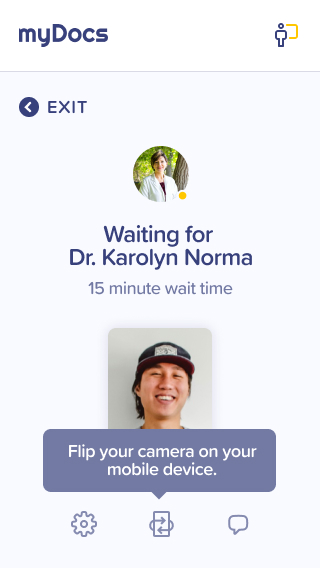 myDocs
EXIT
Waiting for
Dr. Karolyn Norma
15 minute wait time
Flip your camera on your
mobile device.